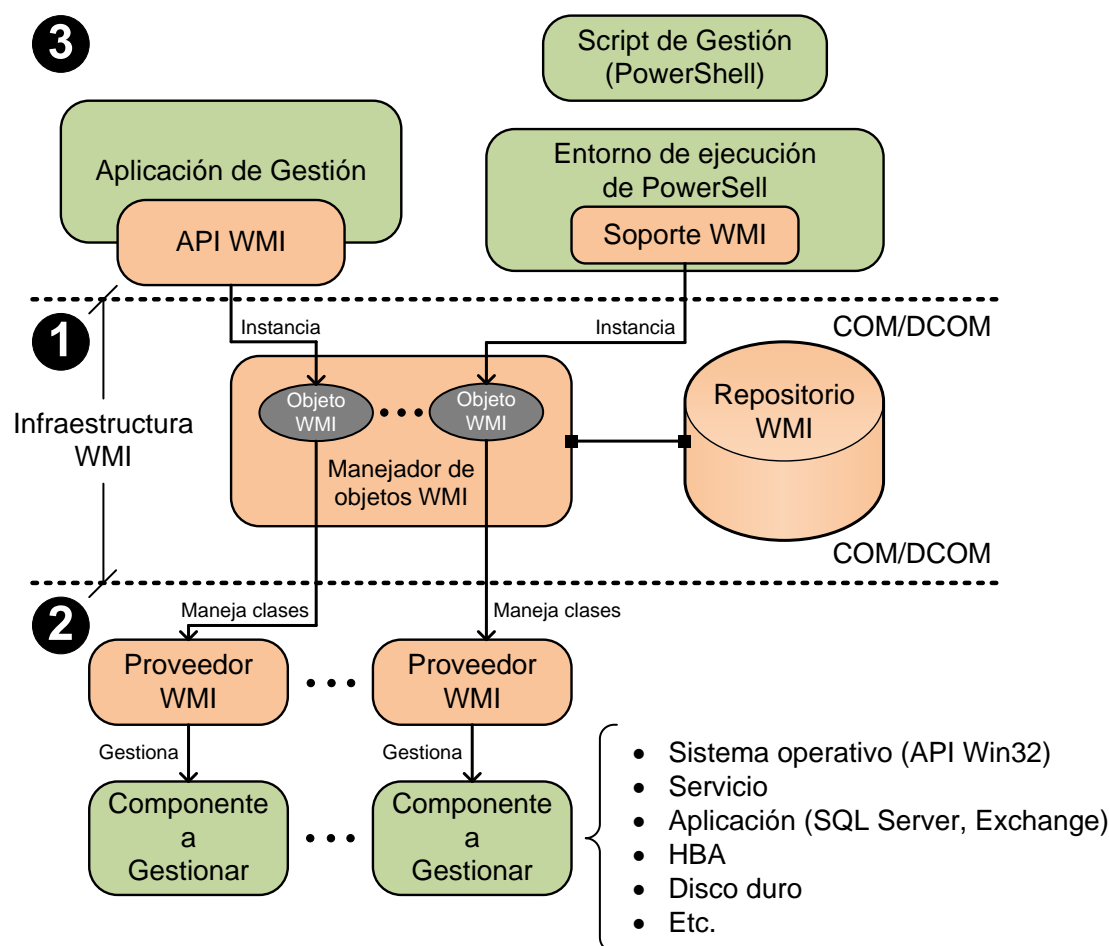 3
Script de Gestión
(PowerShell)
Aplicación de Gestión
API WMI
Entorno de ejecución
de PowerSell
Soporte WMI
1
Instancia
Instancia
COM/DCOM
Infraestructura
WMI
Objeto
WMI
Objeto
WMI
Manejador de
objetos WMI
Repositorio
WMI
COM/DCOM
2
Maneja clases
Maneja clases
Proveedor
WMI
Proveedor
WMI
Gestiona
Gestiona
Componente
a
Gestionar
Componente
a
Gestionar
• Sistema operativo (API Win32)
• Servicio
• Aplicación (SQL Server, Exchange)
• HBA
• Disco duro
• Etc.